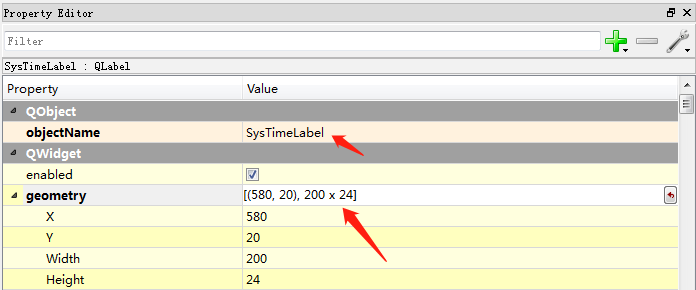 Property Editor
Filter
SysTimeLabel : QLabel
Property Value
QObject
objectName SysTimeLabel
QWidget
enabled
geometry [(580, 20), 200 x 24]
X 580
Y 20
Width 200
Height 24